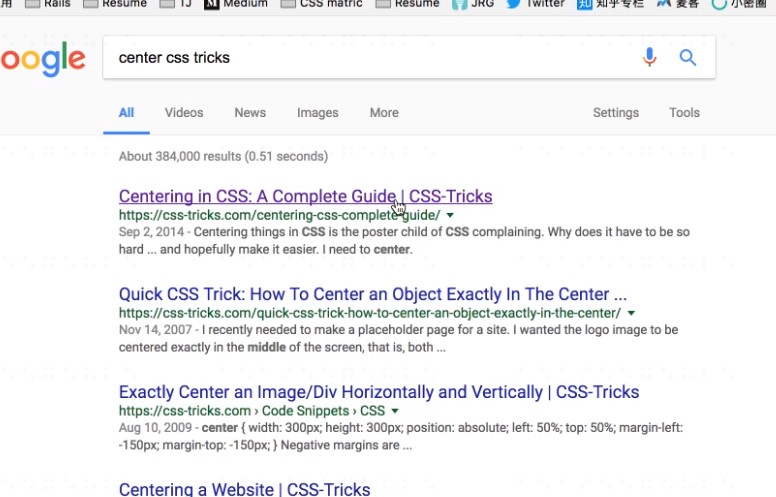 用 Rails Resume TJ M Medium CSS matric Resume JRG Twitter 知 知乎专栏 麦客 小密圈
oogle center css tricks
All Videos News Images More Settings Tools
About 384,000 results (0.51 seconds)
Centering in CSS: A Complete Guide | CSS-Tricks
https://css-tricks.com/centering-css-complete-guide/
Sep 2, 2014 - Centering things in CSS is the poster child of CSS complaining. Why does it have to be so
hard ... and hopefully make it easier. I need to center.
Quick CSS Trick: How To Center an Object Exactly In The Center ...
https://css-tricks.com/quick-css-trick-how-to-center-an-object-exactly-in-the-center/
Nov 14, 2007 - I recently needed to make a placeholder page for a site. I wanted the logo image to be
centered exactly in the middle of the screen, that is, both ...
Exactly Center an Image/Div Horizontally and Vertically | CSS-Tricks
https://css-tricks.com › Code Snippets › CSS
Aug 10, 2009 - center { width: 300px; height: 300px; position: absolute; left: 50%; top: 50%; margin-left:
-150px; margin-top: -150px; } Negative margins are ...
Centering a Website | CSS-Tricks